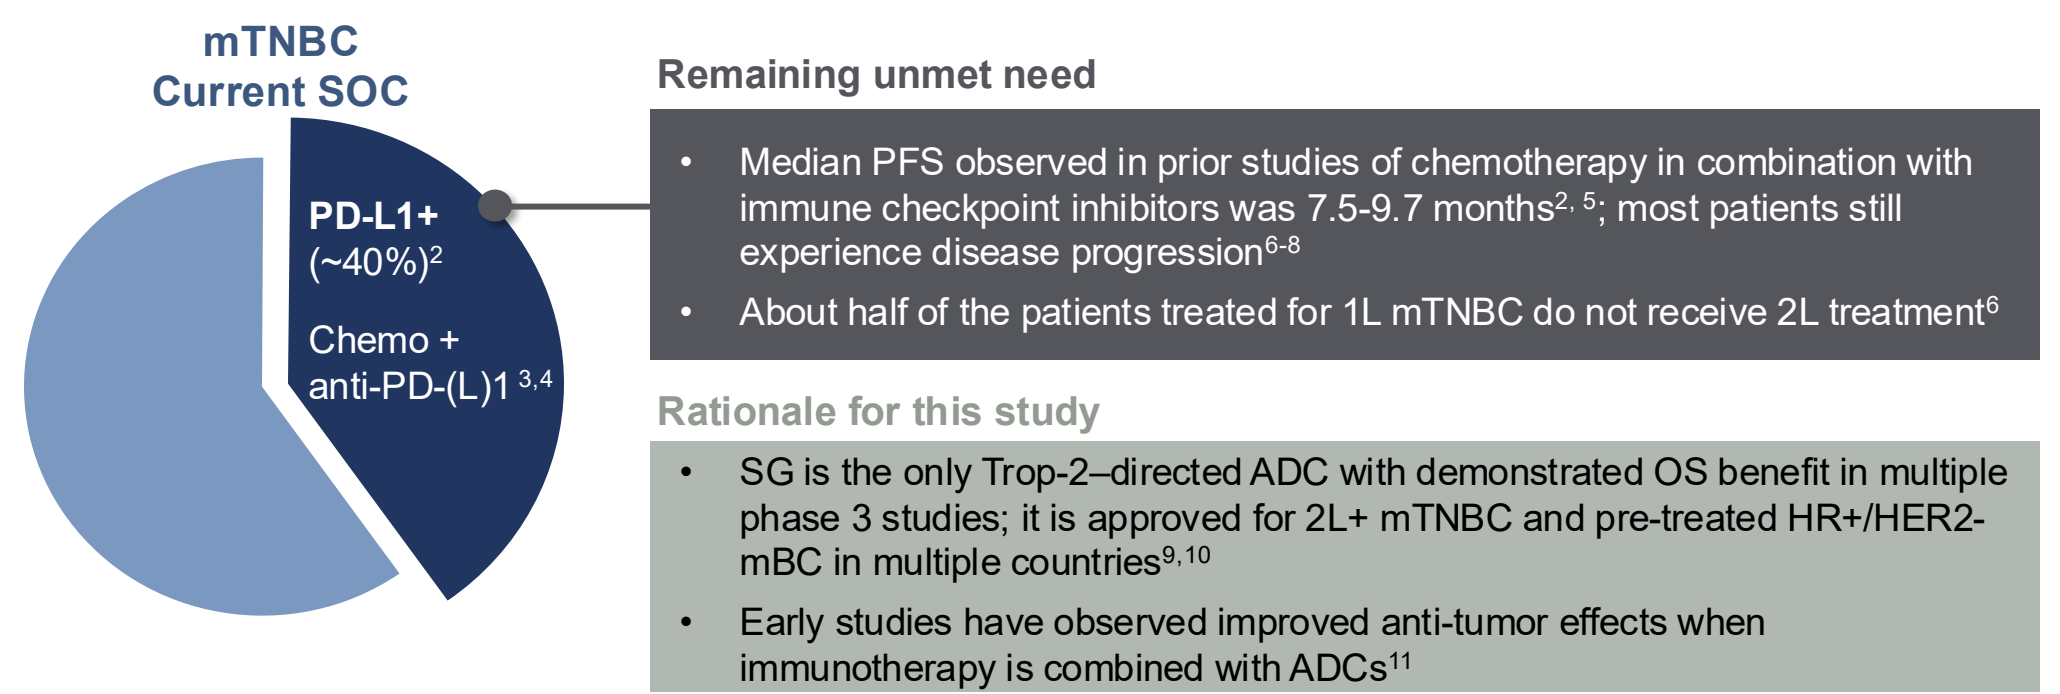 mTNBC
Current SOC
PD-L1+
(~40%)2
Chemo +
anti-PD-(L)1 3,4
Remaining unmet need
• Median PFS observed in prior studies of chemotherapy in combination with
immune checkpoint inhibitors was 7.5-9.7 months2, 5; most patients still
experience disease progression6-8
• About half of the patients treated for 1L mTNBC do not receive 2L treatment6
Rationale for this study
• SG is the only Trop-2–directed ADC with demonstrated OS benefit in multiple
phase 3 studies; it is approved for 2L+ mTNBC and pre-treated HR+/HER2-
mBC in multiple countries9,10
• Early studies have observed improved anti-tumor effects when
immunotherapy is combined with ADCs11